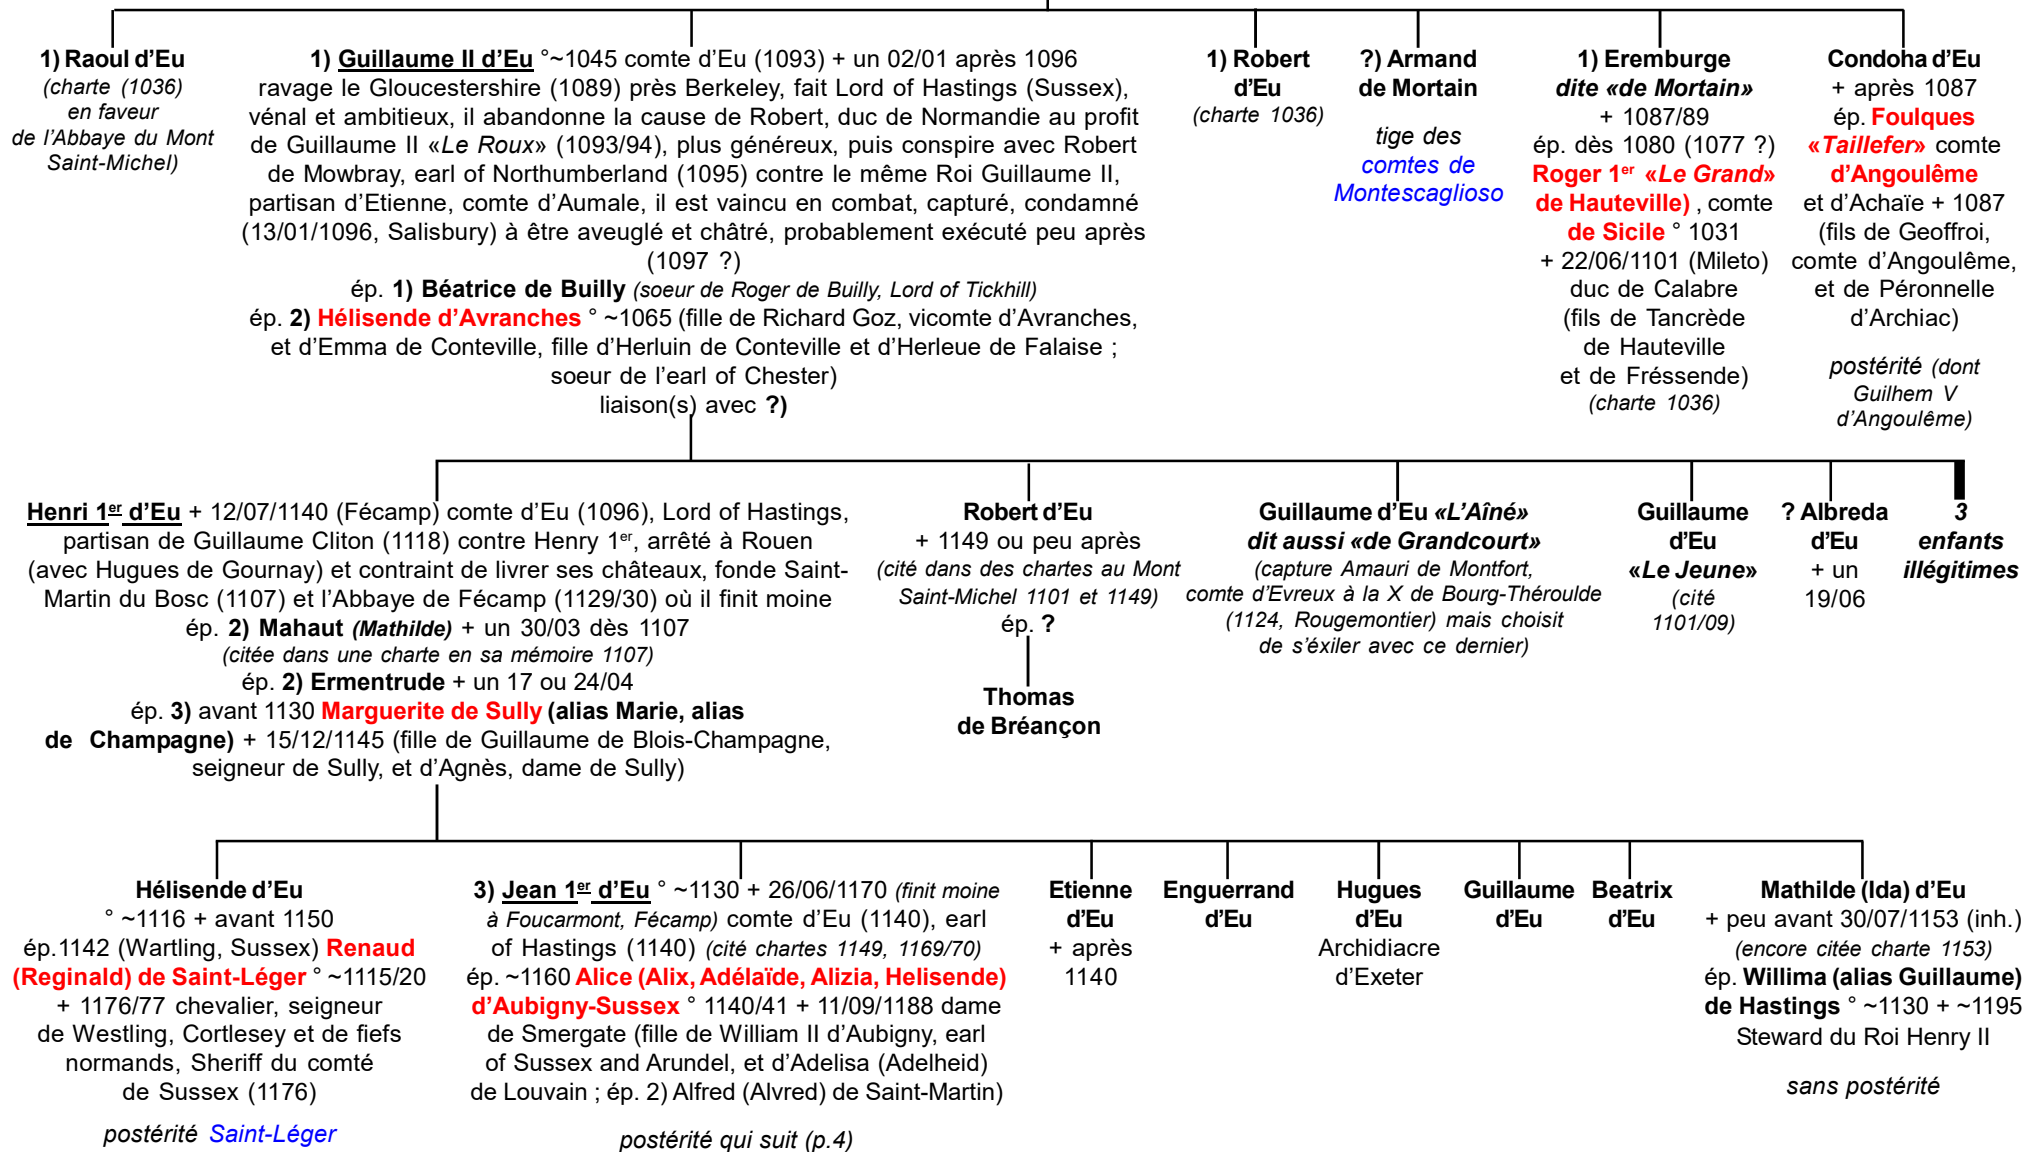 1) Raoul d’Eu
(charte (1036)
en faveur
de l’Abbaye du Mont
Saint-Michel)
1) Guillaume II d’Eu °~1045 comte d’Eu (1093) + un 02/01 après 1096
ravage le Gloucestershire (1089) près Berkeley, fait Lord of Hastings (Sussex),
vénal et ambitieux, il abandonne la cause de Robert, duc de Normandie au profit
de Guillaume II «Le Roux» (1093/94), plus généreux, puis conspire avec Robert
de Mowbray, earl of Northumberland (1095) contre le même Roi Guillaume II,
partisan d’Etienne, comte d’Aumale, il est vaincu en combat, capturé, condamné
(13/01/1096, Salisbury) à être aveuglé et châtré, probablement exécuté peu après
(1097 ?)
ép. 1) Béatrice de Builly (soeur de Roger de Builly, Lord of Tickhill)
ép. 2) Hélisende d’Avranches ° ~1065 (fille de Richard Goz, vicomte d’Avranches,
et d’Emma de Conteville, fille d’Herluin de Conteville et d’Herleue de Falaise ;
soeur de l’earl of Chester)
liaison(s) avec ?)
1) Robert
d’Eu
(charte 1036)
?) Armand
de Mortain
tige des
comtes de
Montescaglioso
1) Eremburge
dite «de Mortain»
+ 1087/89
ép. dès 1080 (1077 ?)
Roger 1er «Le Grand»
de Hauteville) , comte
de Sicile ° 1031
+ 22/06/1101 (Mileto)
duc de Calabre
(fils de Tancrède
de Hauteville
et de Fréssende)
(charte 1036)
Condoha d’Eu
+ après 1087
ép. Foulques
«Taillefer» comte
d’Angoulême
et d’Achaïe + 1087
(fils de Geoffroi,
comte d’Angoulême,
et de Péronnelle
d’Archiac)
postérité (dont
Guilhem V
d’Angoulême)
Henri 1er d’Eu + 12/07/1140 (Fécamp) comte d’Eu (1096), Lord of Hastings,
partisan de Guillaume Cliton (1118) contre Henry 1er, arrêté à Rouen
(avec Hugues de Gournay) et contraint de livrer ses châteaux, fonde Saint-
Martin du Bosc (1107) et l’Abbaye de Fécamp (1129/30) où il finit moine
ép. 2) Mahaut (Mathilde) + un 30/03 dès 1107
(citée dans une charte en sa mémoire 1107)
ép. 2) Ermentrude + un 17 ou 24/04
ép. 3) avant 1130 Marguerite de Sully (alias Marie, alias
de Champagne) + 15/12/1145 (fille de Guillaume de Blois-Champagne,
seigneur de Sully, et d’Agnès, dame de Sully)
Robert d’Eu
+ 1149 ou peu après
(cité dans des chartes au Mont
Saint-Michel 1101 et 1149)
ép. ?
Thomas
de Bréançon
Guillaume d’Eu «L’Aîné»
dit aussi «de Grandcourt»
(capture Amauri de Montfort,
comte d’Evreux à la X de Bourg-Théroulde
(1124, Rougemontier) mais choisit
de s’éxiler avec ce dernier)
Guillaume
d’Eu
«Le Jeune»
(cité
1101/09)
? Albreda
d’Eu
+ un
19/06
3
enfants
illégitimes
Hélisende d’Eu
° ~1116 + avant 1150
ép.1142 (Wartling, Sussex) Renaud
(Reginald) de Saint-Léger ° ~1115/20
+ 1176/77 chevalier, seigneur
de Westling, Cortlesey et de fiefs
normands, Sheriff du comté
de Sussex (1176)
postérité Saint-Léger
3) Jean 1er d’Eu ° ~1130 + 26/06/1170 (finit moine
à Foucarmont, Fécamp) comte d’Eu (1140), earl
of Hastings (1140) (cité chartes 1149, 1169/70)
ép. ~1160 Alice (Alix, Adélaïde, Alizia, Helisende)
d’Aubigny-Sussex ° 1140/41 + 11/09/1188 dame
de Smergate (fille de William II d’Aubigny, earl
of Sussex and Arundel, et d’Adelisa (Adelheid)
de Louvain ; ép. 2) Alfred (Alvred) de Saint-Martin)
postérité qui suit (p.4)
Etienne
d’Eu
+ après
1140
Enguerrand
d’Eu
Hugues
d’Eu
Archidiacre
d’Exeter
Guillaume
d’Eu
Beatrix
d’Eu
Mathilde (Ida) d’Eu
+ peu avant 30/07/1153 (inh.)
(encore citée charte 1153)
ép. Willima (alias Guillaume)
de Hastings ° ~1130 + ~1195
Steward du Roi Henry II
sans postérité